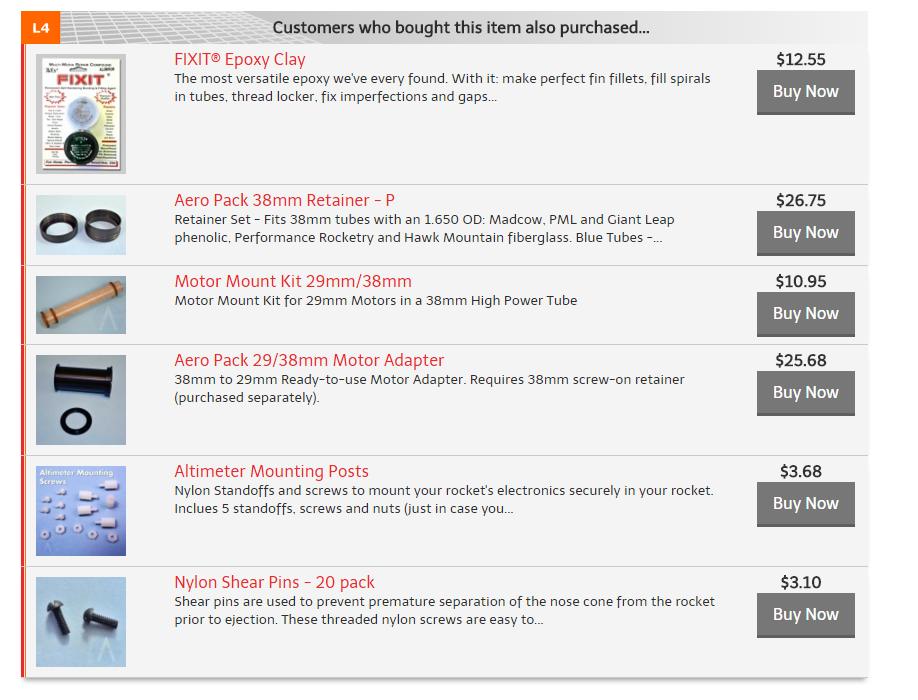 L4
Customers who bought this item also purchased...
FIXIT
FIXIT® Epoxy Clay
The most versatile epoxy we've every found. With it: make perfect fin fillets, fill spirals
in tubes, thread locker, fix imperfections and gaps...
$12.55
Buy Now
Aero Pack 38mm Retainer - P
Retainer Set - Fits 38mm tubes with an 1.650 OD: Madcow, PML and Giant Leap
phenolic, Performance Rocketry and Hawk Mountain fiberglass. Blue Tubes -...
$26.75
Buy Now
Motor Mount Kit 29mm/38mm
Motor Mount Kit for 29mm Motors in a 38mm High Power Tube
$10.95
Buy Now
Aero Pack 29/38mm Motor Adapter
38mm to 29mm Ready-to-use Motor Adapter. Requires 38mm screw-on retainer
(purchased separately).
$25.68
Buy Now
Altimeter Mounting
Screws
Altimeter Mounting Posts
Nylon Standoffs and screws to mount your rocket's electronics securely in your rocket.
Inclues 5 standoffs, screws and nuts (just in case you...
$3.68
Buy Now
Nylon Shear Pins - 20 pack
Shear pins are used to prevent premature separation of the nose cone from the rocket
prior to ejection. These threaded nylon screws are easy to...
$3.10
Buy Now